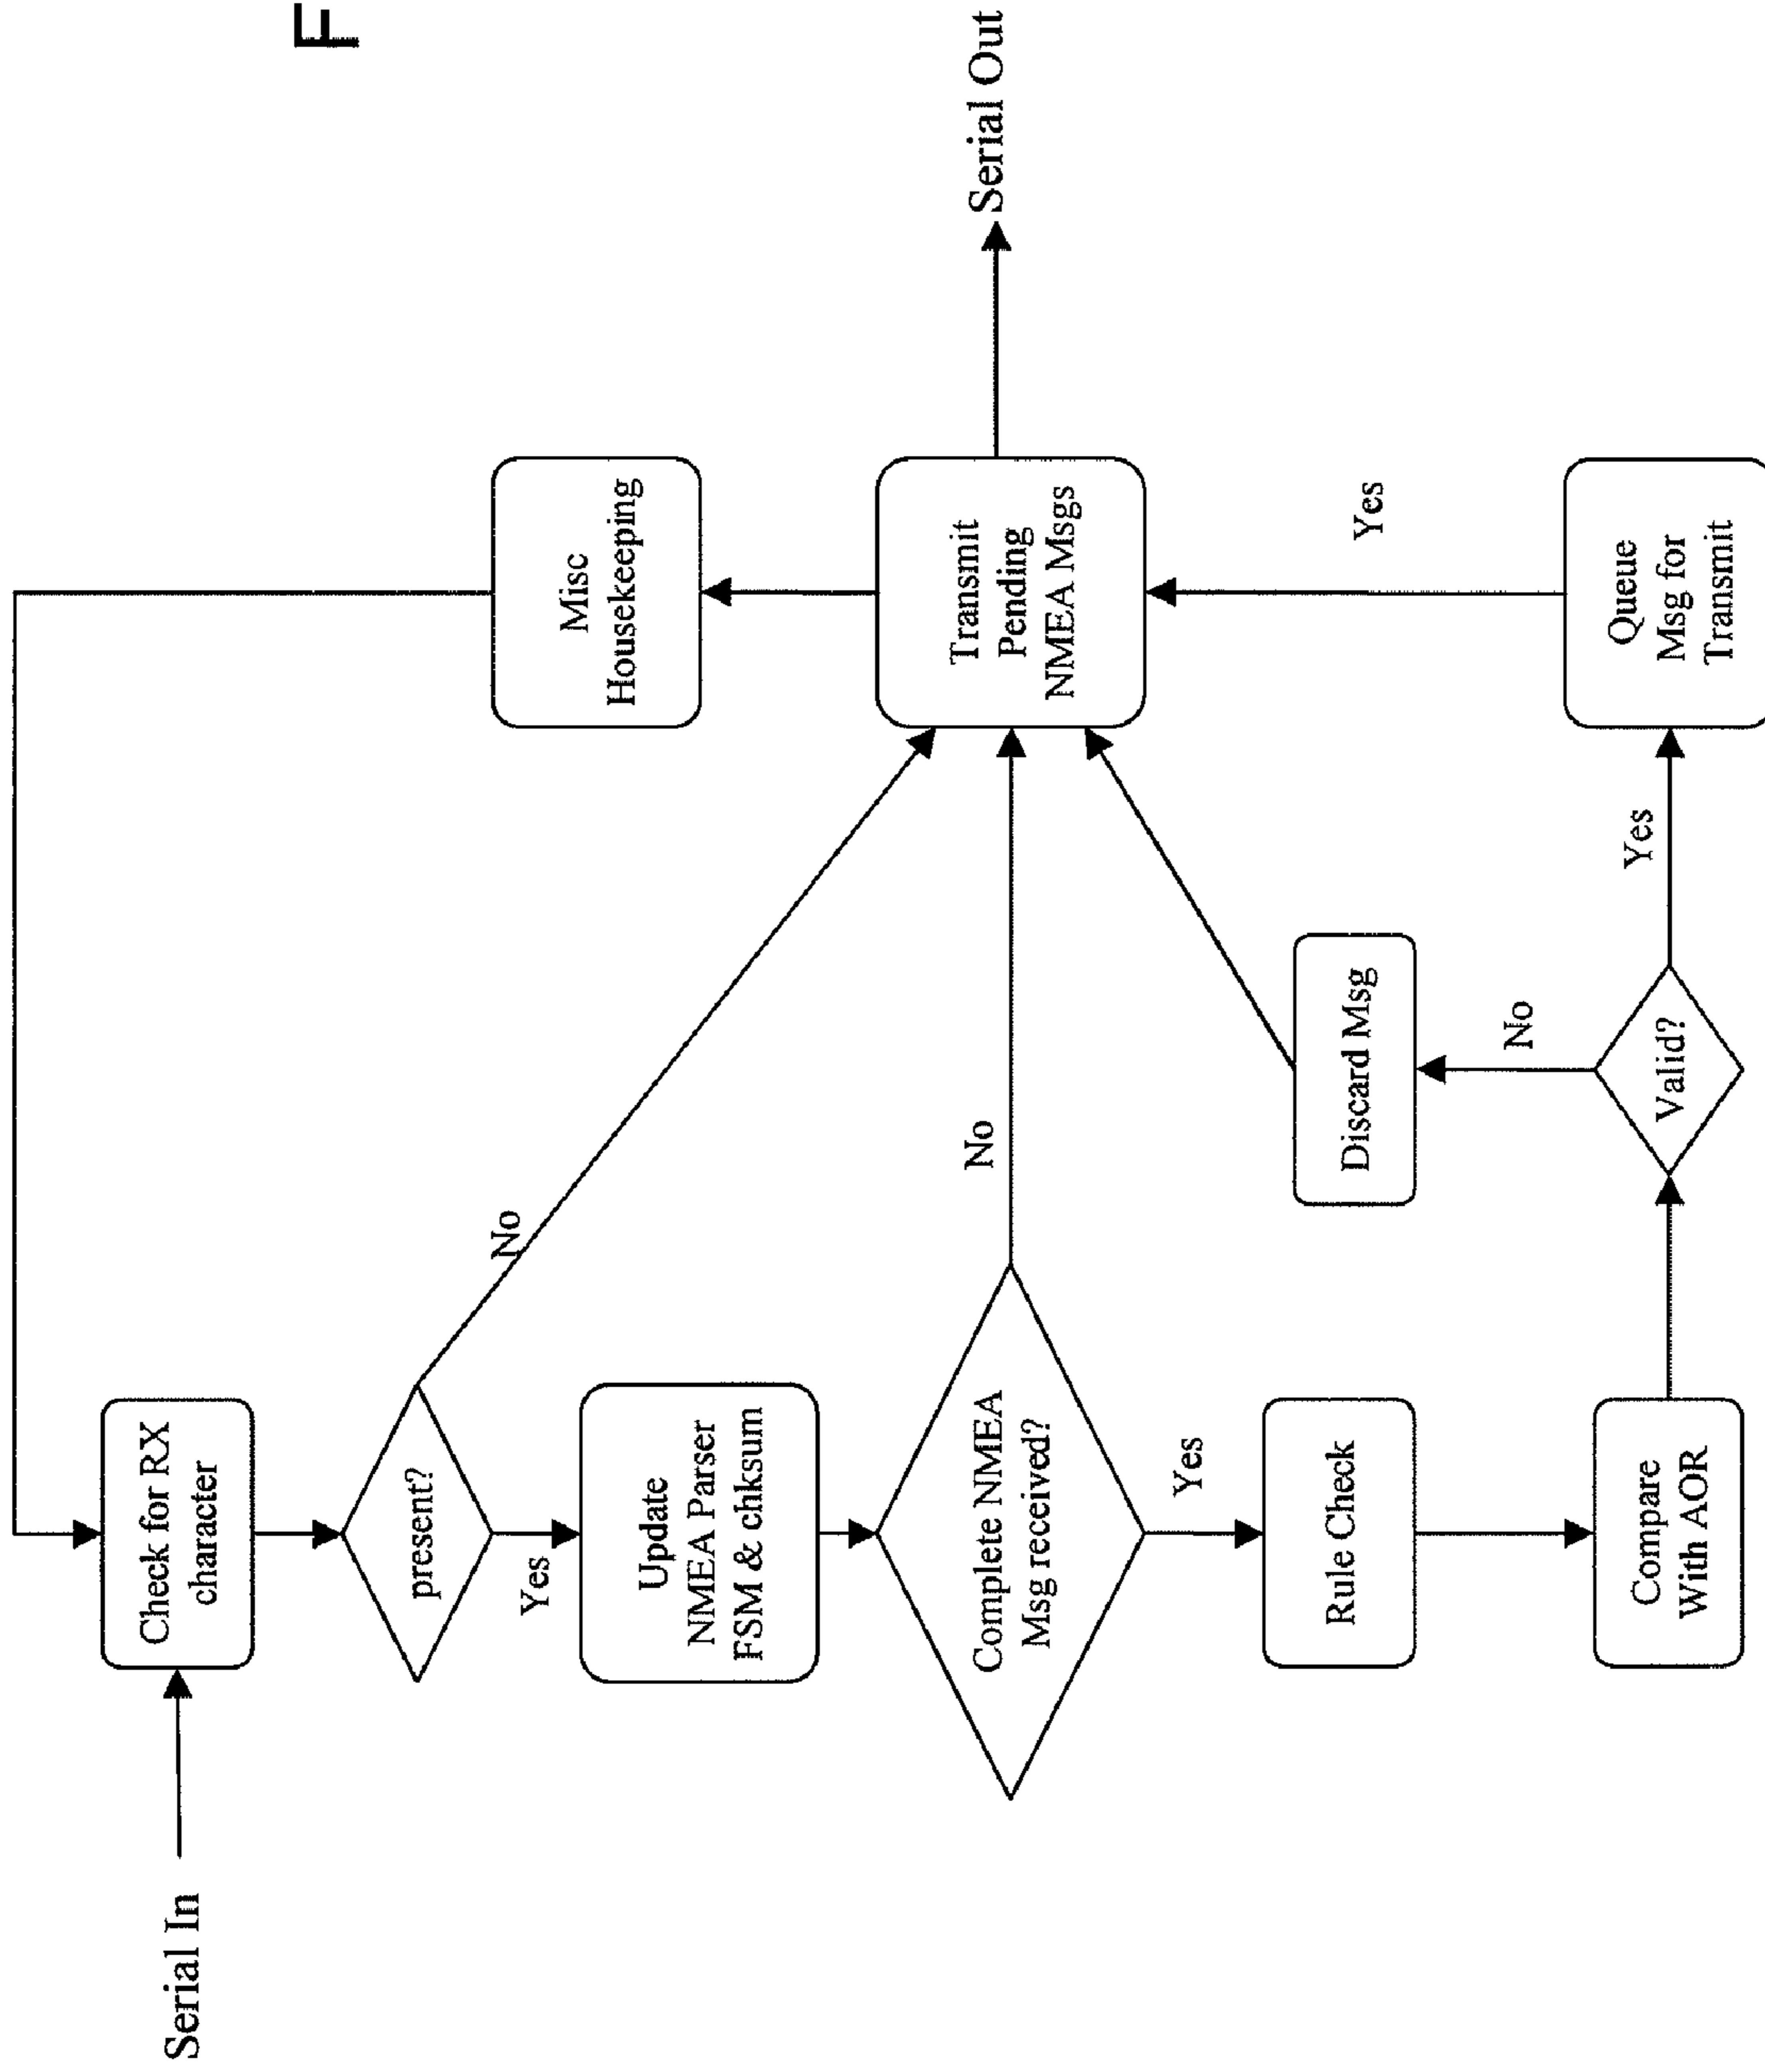 Serial In
Check for RX
character
present?
No
Yes
Update
NMEA Parser
FSM & chksum
Complete NMEA
Msg received?
No
Yes
Rule Check
Compare
With AOR
Valid?
No
Discard Msg
Yes
Queue
Msg for
Transmit
Yes
Transmit
Pending
NMEA Msgs
Serial Out
Misc
Housekeeping